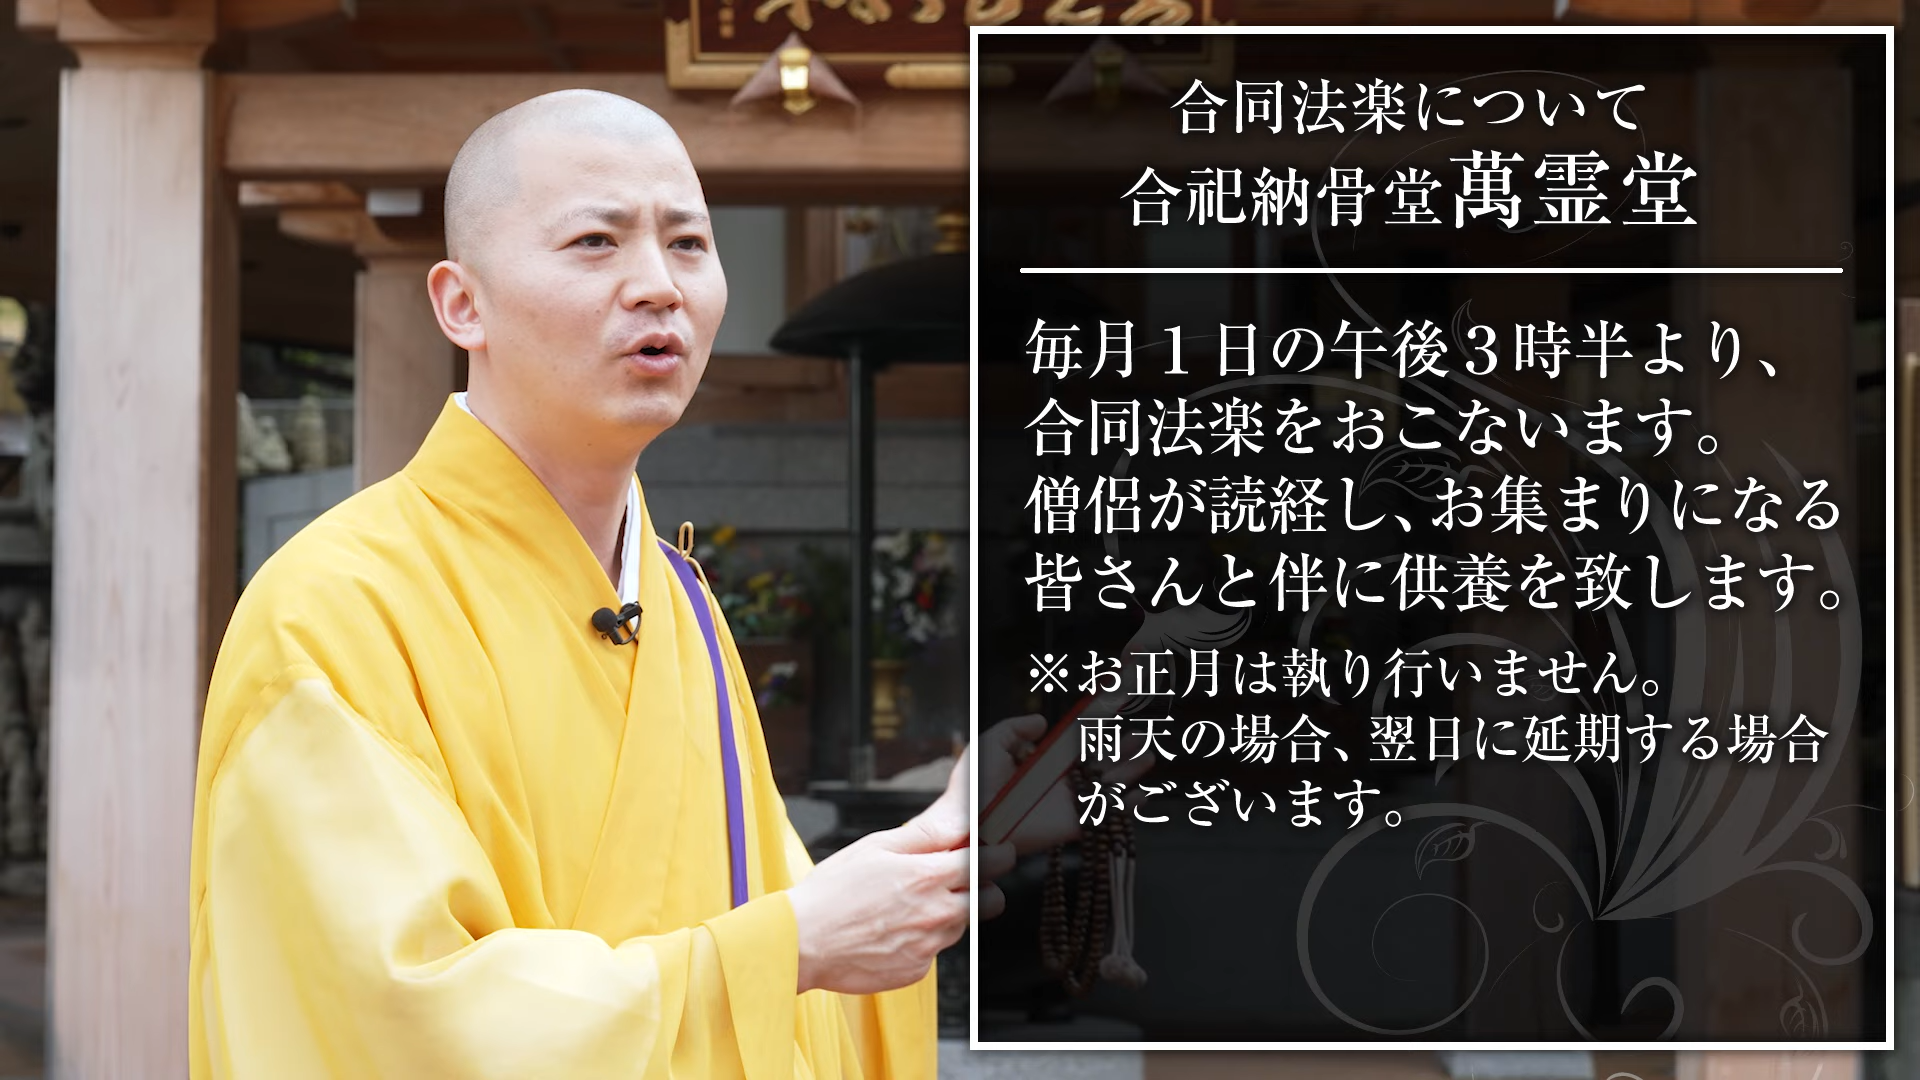 合同法楽について
合祀納骨堂萬霊堂
毎月１日の午後３時半より、
合同法楽をおこないます。
僧侶が読経し、お集まりになる
皆さんと伴に供養を致します。
※お正月は執り行いません。
雨天の場合、翌日に延期する場合
がございます。